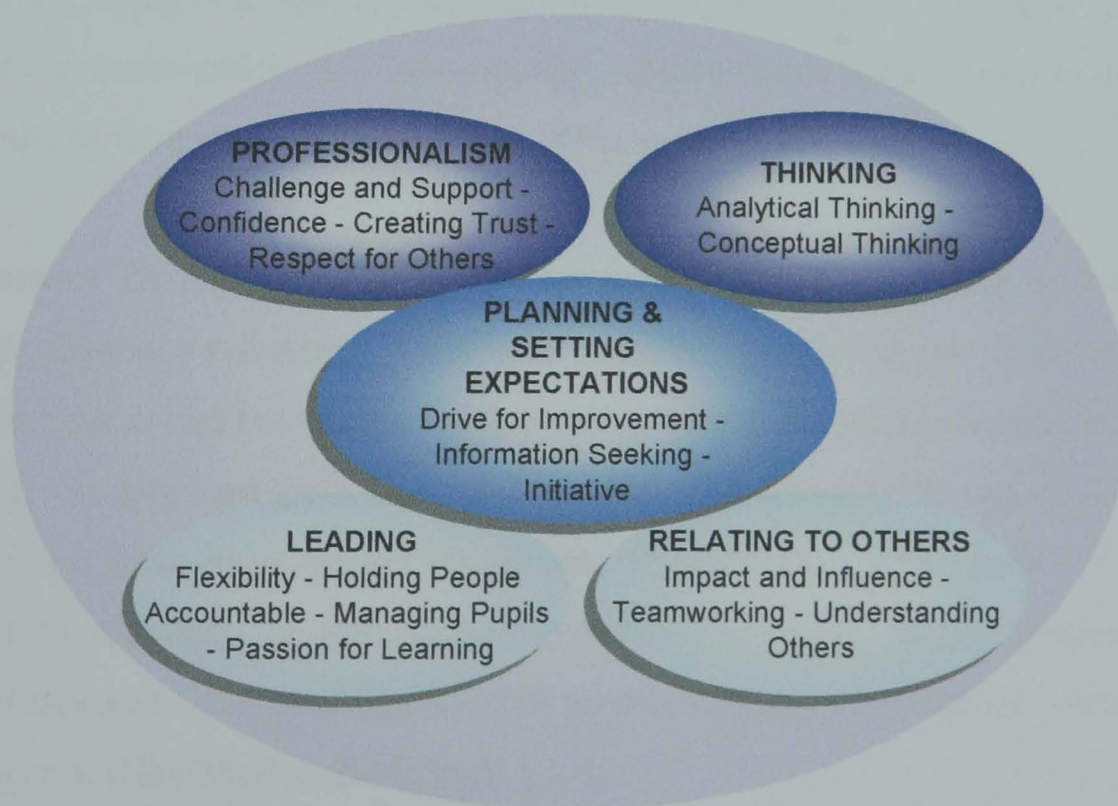 PROFESSIONALISM
Challenge and Support -
Confidence - Creating Trust -
Respect for Others
THINKING
Analytical Thinking -
Conceptual Thinking
PLANNING &
SETTING
EXPECTATIONS
Drive for Improvement -
Information Seeking -
Initiative
LEADING
Flexibility - Holding People
Accountable - Managing Pupils
- Passion for Learning
RELATING TO OTHERS
Impact and Influence -
Teamworking - Understanding
Others